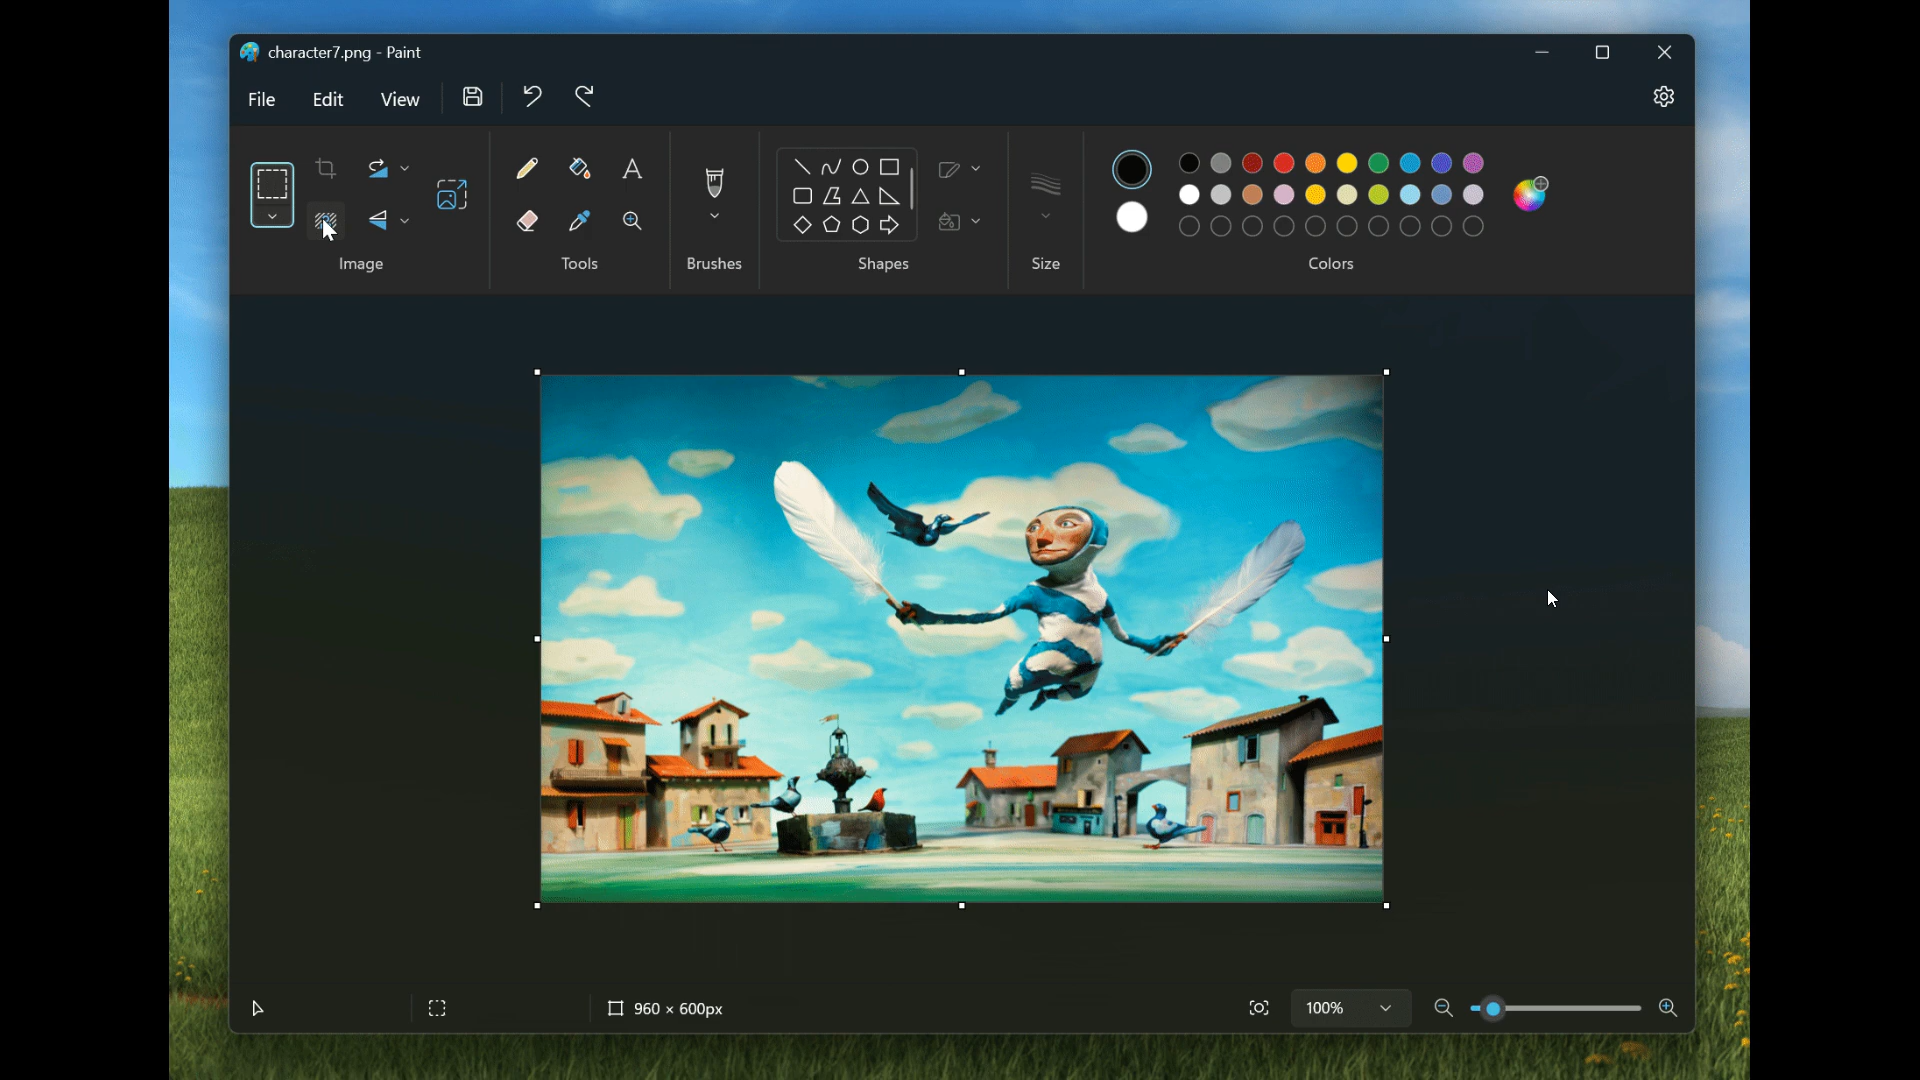 character7.png - Paint
File Edit View
Image Tools Brushes Shapes Size Colors
960 × 600px 100%